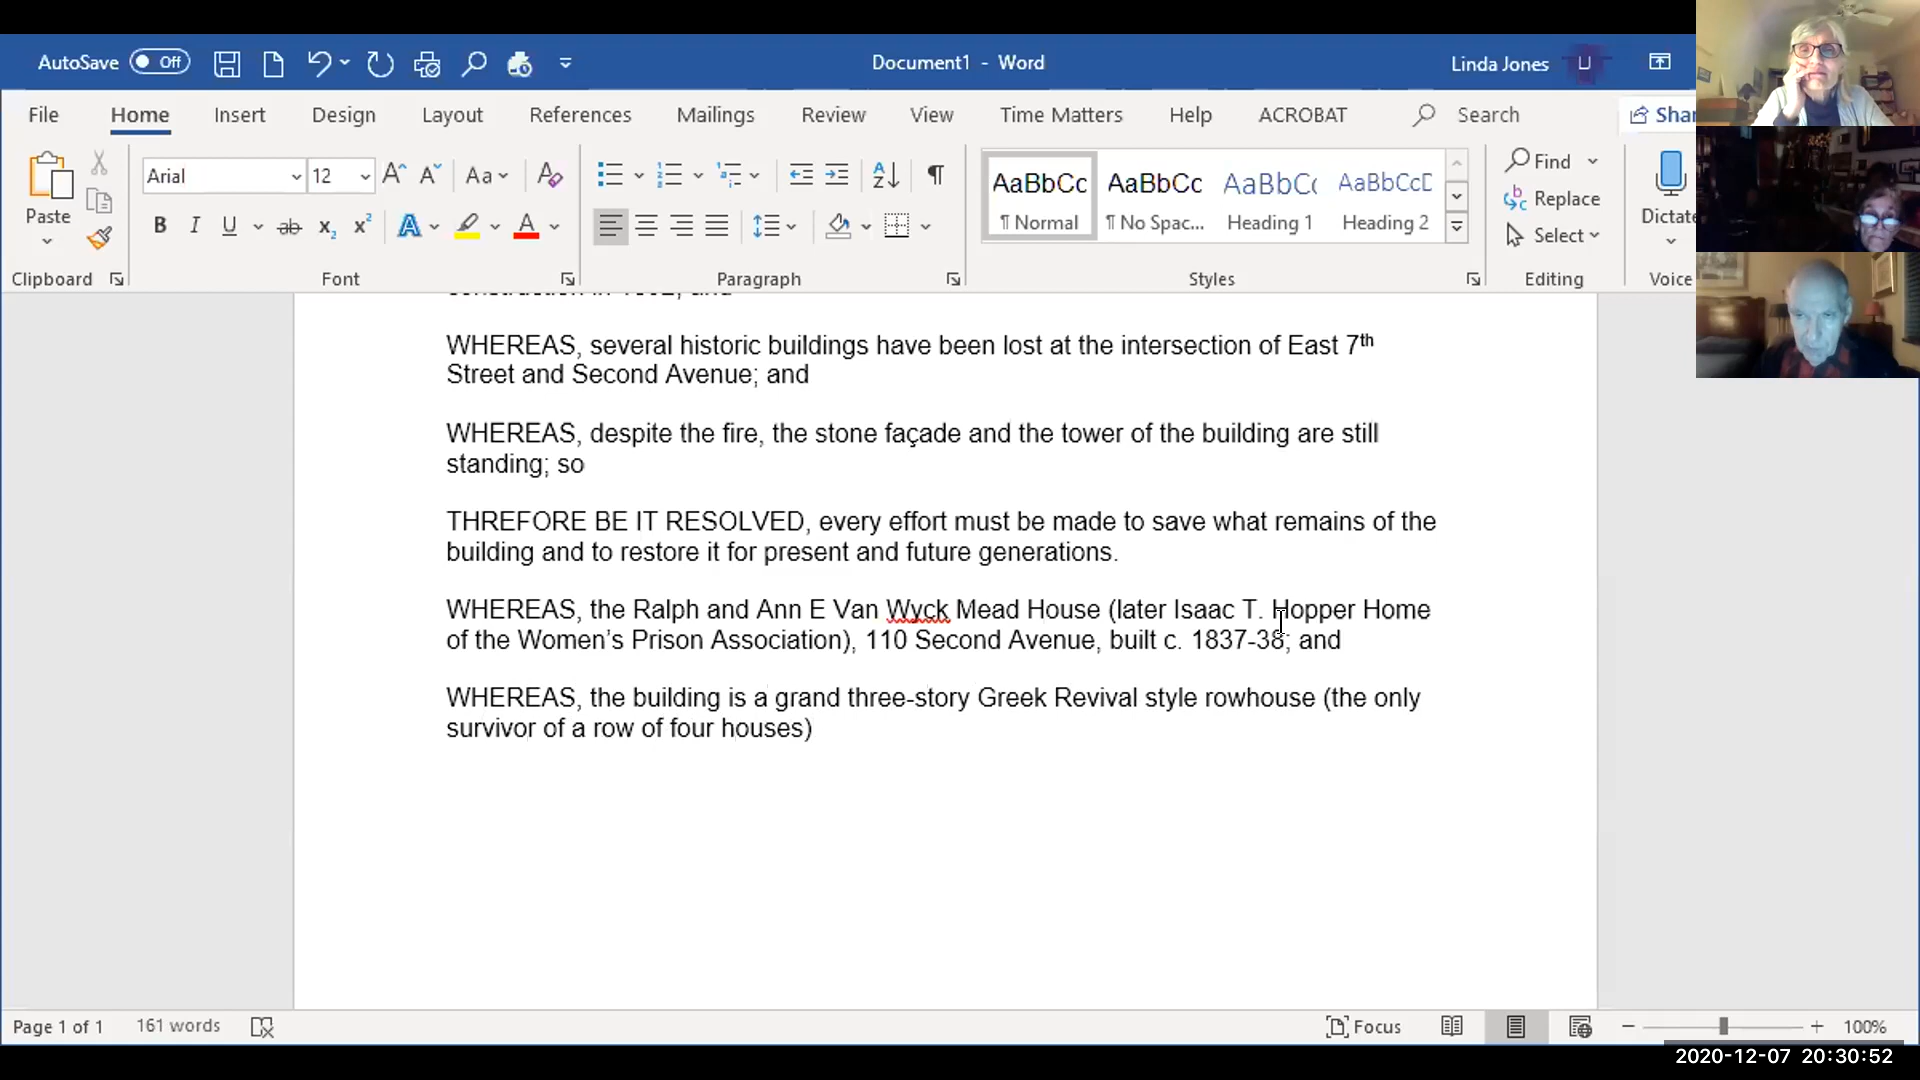 AutoSave Off
Document1 - Word
Linda Jones
File Home Insert Design Layout References Mailings Review View Time Matters Help ACROBAT Search
Paste
Arial 12
Aa
AaBbCc AaBbCc AaBbC AaBbCcD
¶ Normal ¶ No Spac... Heading 1 Heading 2
Find
Replace
Select
Dictate
Clipboard Font Paragraph Styles Editing Voice
WHEREAS, several historic buildings have been lost at the intersection of East 7th
Street and Second Avenue; and
WHEREAS, despite the fire, the stone façade and the tower of the building are still
standing; so
THREFORE BE IT RESOLVED, every effort must be made to save what remains of the
building and to restore it for present and future generations.
WHEREAS, the Ralph and Ann E Van Wyck Mead House (later Isaac T. Hopper Home
of the Women’s Prison Association), 110 Second Avenue, built c. 1837-38; and
WHEREAS, the building is a grand three-story Greek Revival style rowhouse (the only
survivor of a row of four houses)
Page 1 of 1 161 words Focus 100%
2020-12-07 20:30:52